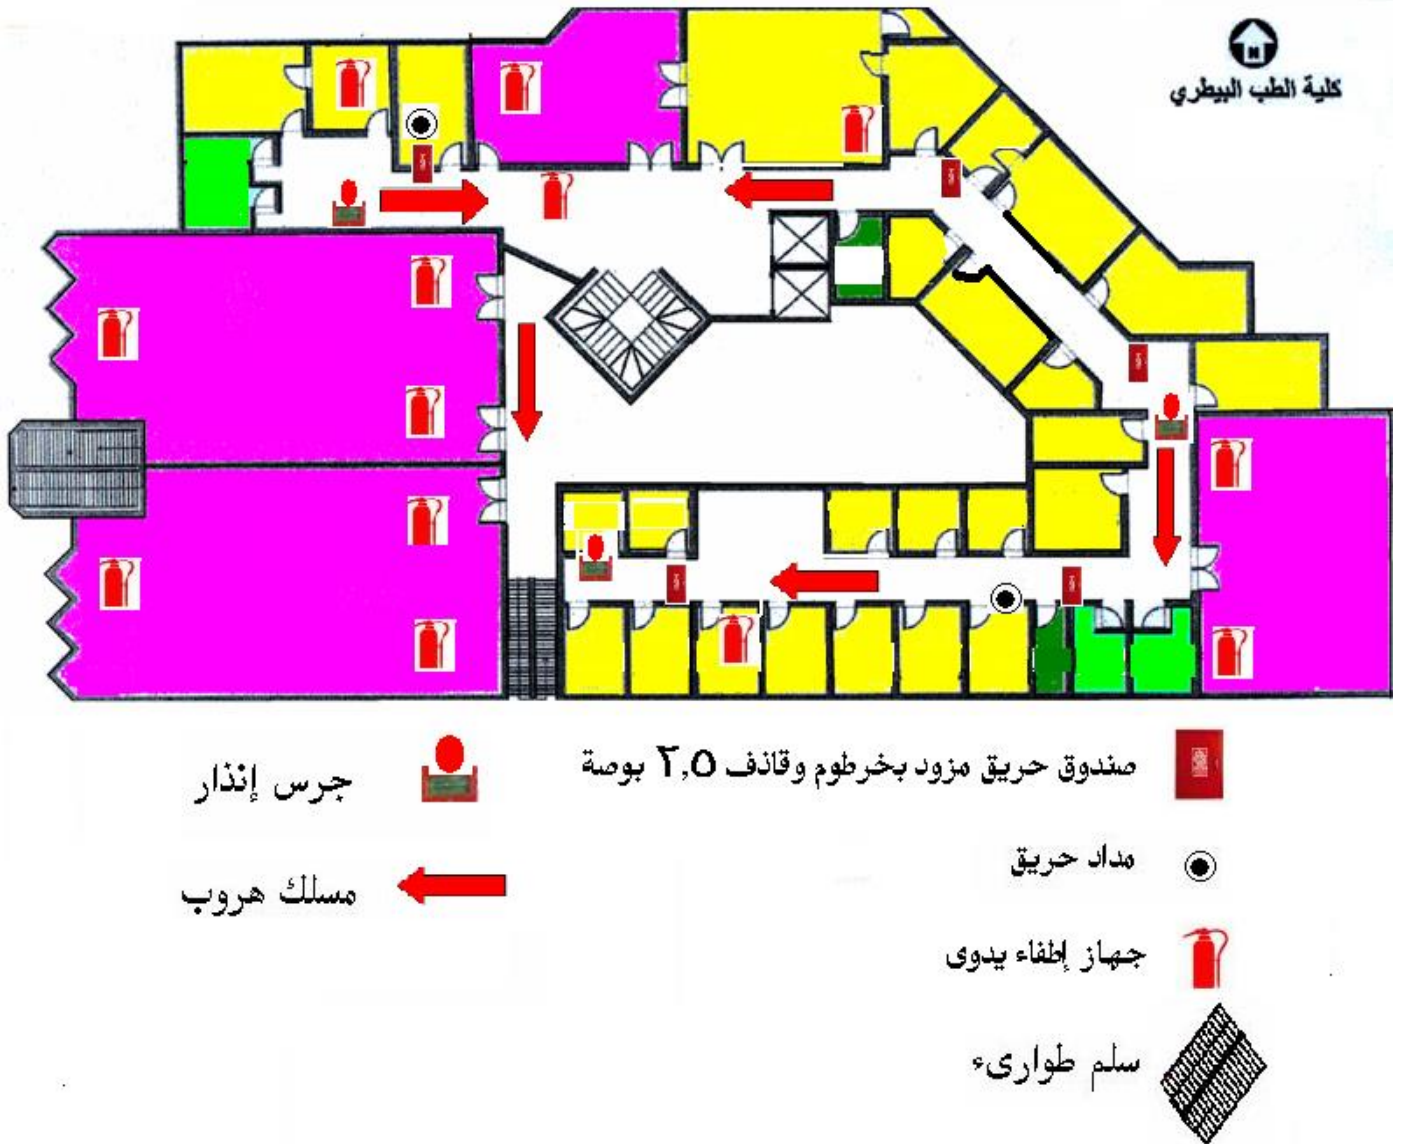 N
كلية الطب البيطري
صندوق حريق مزود بخرطوم وقاذف ٢,٥ بوصة
جرس إنذار
مداد حريق
مسلك هروب
جهاز إطفاء يدوى
سلم طوارىء